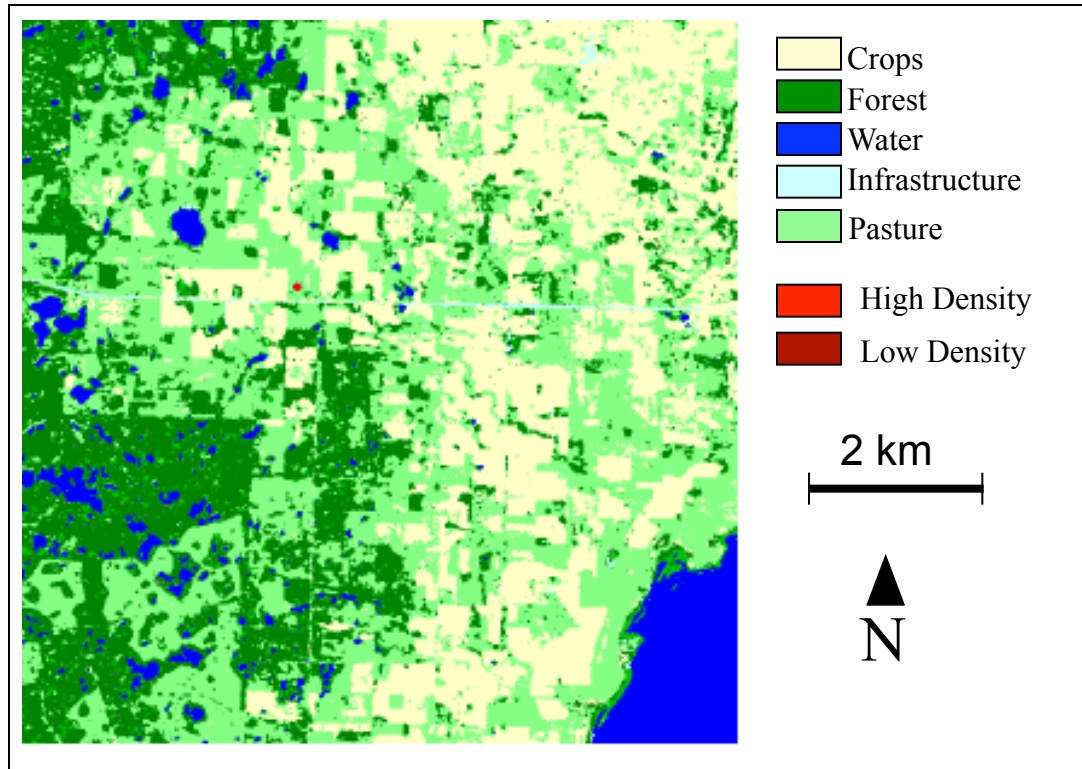 Crops
Forest
Water
Infrastructure
Pasture
High Density
Low Density
2 km
N